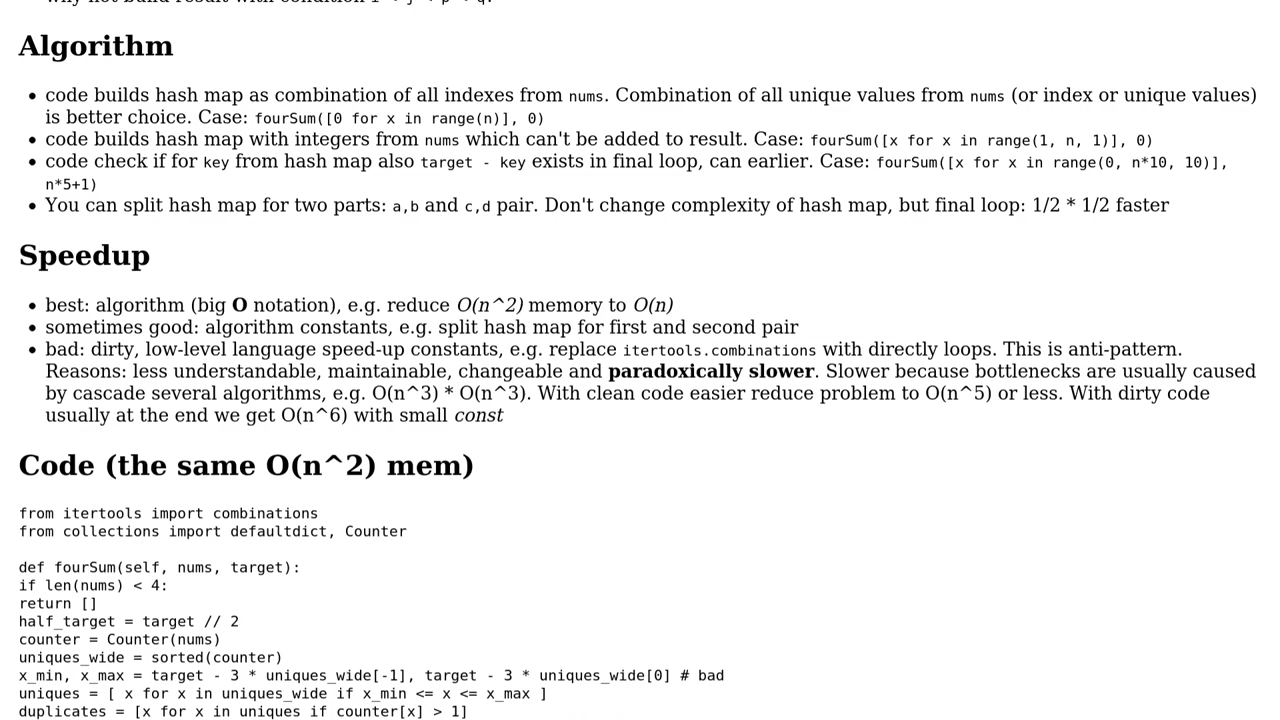 Algorithm
code builds hash map as combination of all indexes from nums. Combination of all unique values from nums (or index or unique values)
is better choice. Case: fourSum([0 for x in range(n)], 0)
code builds hash map with integers from nums which can't be added to result. Case: fourSum([x for x in range(1, n, 1)], 0)
code check if for key from hash map also target - key exists in final loop, can earlier. Case: fourSum([x for x in range(0, n*10, 10)],
n*5+1)
You can split hash map for two parts: a,b and c,d pair. Don't change complexity of hash map, but final loop: 1/2 * 1/2 faster
Speedup
best: algorithm (big O notation), e.g. reduce O(n^2) memory to O(n)
sometimes good: algorithm constants, e.g. split hash map for first and second pair
bad: dirty, low-level language speed-up constants, e.g. replace itertools.combinations with directly loops. This is anti-pattern.
Reasons: less understandable, maintainable, changeable and paradoxically slower. Slower because bottlenecks are usually caused
by cascade several algorithms, e.g. O(n^3) * O(n^3). With clean code easier reduce problem to O(n^5) or less. With dirty code
usually at the end we get O(n^6) with small const
Code (the same O(n^2) mem)
from itertools import combinations
from collections import defaultdict, Counter
def fourSum(self, nums, target):
if len(nums) < 4:
return []
half_target = target // 2
counter = Counter(nums)
uniques_wide = sorted(counter)
x_min, x_max = target - 3 * uniques_wide[-1], target - 3 * uniques_wide[0] # bad
uniques = [ x for x in uniques_wide if x_min <= x <= x_max ]
duplicates = [x for x in uniques if counter[x] > 1]